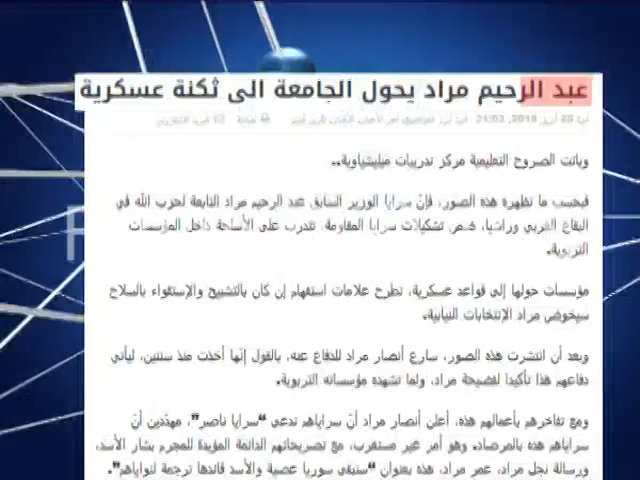 عبد الرحيم مراد يحول الجامعة الى ثكنة عسكرية
وباتت الصروح التعليمية مركز تدريبات ميليشياوية..
فبحسب ما تظهره هذه الصور، فإنّ سرايا الوزير السابق عبد الرحيم مراد التابعة لحزب الله في
البقاع الغربي وراشيا، ضمن تشكيلات سرايا المقاومة، تتدرب على الأسلحة داخل المؤسسات
التربوية.
مؤسسات حولها إلى قواعد عسكرية، تطرح علامات استفهام إن كان بالتشبيح والإستقواء بالسلاح
سيخوض مراد الإنتخابات النيابية.
وبعد أن انتشرت هذه الصور، سارع أنصار مراد للدفاع عنه، بالقول إنّها أخذت منذ سنتين، ليأتي
دفاعهم هذا تأكيدا لفضيحة مراد، ولما تشهده مؤسساته التربوية.
ومع تفاخرهم بأعمالهم هذه، أعلن أنصار مراد أنّ سراياهم تدعى "سرايا ناصر"، مهدّدين أنّ
سراياهم هذه بالمرصاد. وهو أمر غير مستغرب، مع تصريحاتهم الدائمة المؤيدة للمجرم بشار الأسد،
ورسالة نجل مراد، عمر مراد، هذه بعنوان "ستبقى سوريا عصية والأسد قائدها ترجمة لنواياهم".